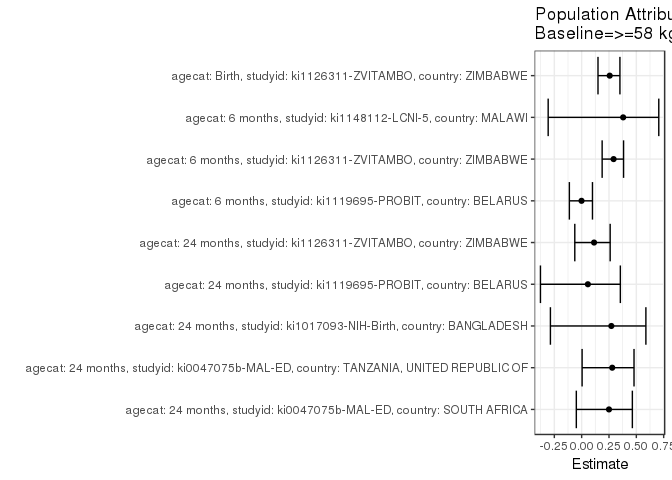 Population Attribu
Baseline=>=58 kg
agecat: Birth, studyid: ki1126311-ZVITAMBO, country: ZIMBABWE
agecat: 6 months, studyid: ki1148112-LCNI-5, country: MALAWI
agecat: 6 months, studyid: ki1126311-ZVITAMBO, country: ZIMBABWE
agecat: 6 months, studyid: ki1119695-PROBIT, country: BELARUS
agecat: 24 months, studyid: ki1126311-ZVITAMBO, country: ZIMBABWE
agecat: 24 months, studyid: ki1119695-PROBIT, country: BELARUS
agecat: 24 months, studyid: ki1017093-NIH-Birth, country: BANGLADESH
agecat: 24 months, studyid: ki0047075b-MAL-ED, country: TANZANIA, UNITED REPUBLIC OF
agecat: 24 months, studyid: ki0047075b-MAL-ED, country: SOUTH AFRICA
-0.25 0.00 0.25 0.50 0.75
Estimate